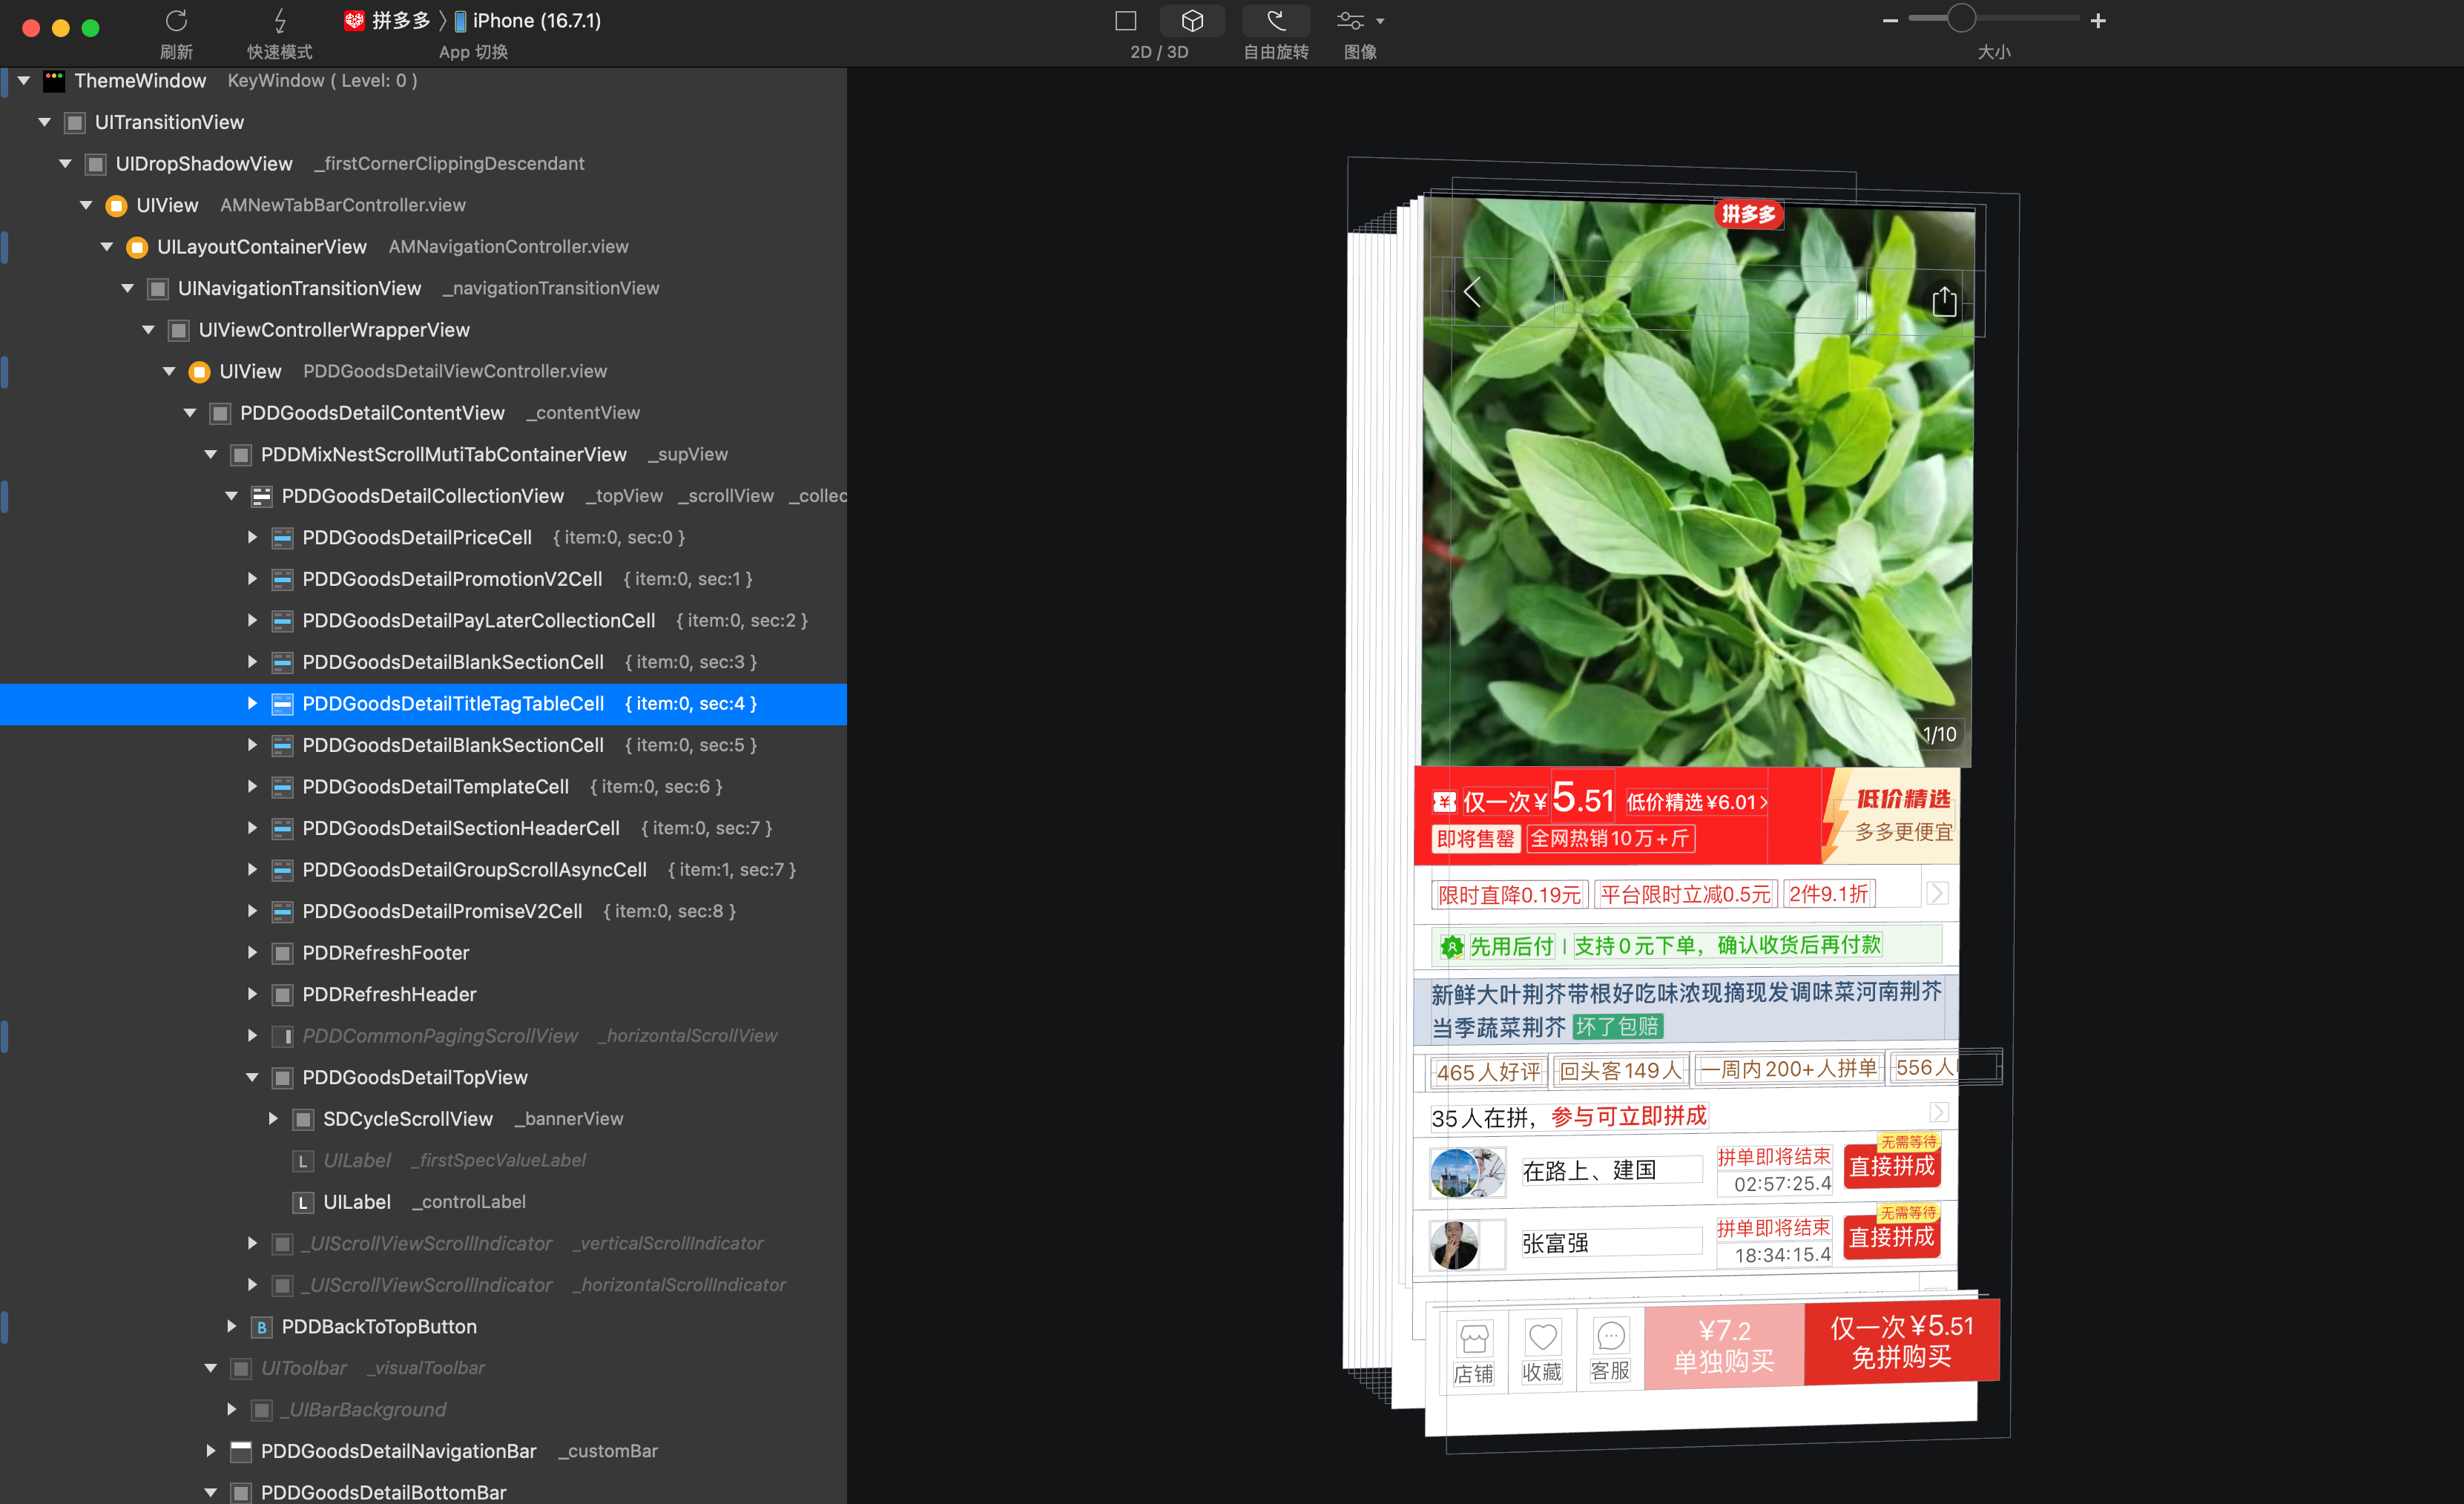 拼多多 〉 iPhone (16.7.1)
刷新 快速模式 App 切换 2D / 3D 自由旋转 图像 大小
ThemeWindow KeyWindow ( Level: 0 )
UITransitionView
UIDropShadowView _firstCornerClippingDescendant
UIView AMNewTabBarController.view
UILayoutContainerView AMNavigationController.view
UINavigationTransitionView _navigationTransitionView
UIViewControllerWrapperView
UIView PDDGoodsDetailViewController.view
PDDGoodsDetailContentView _contentView
PDDMixNestScrollMutiTabContainerView _supView
PDDGoodsDetailCollectionView _topView _scrollView _collec
PDDGoodsDetailPriceCell { item:0, sec:0 }
PDDGoodsDetailPromotionV2Cell { item:0, sec:1 }
PDDGoodsDetailPayLaterCollectionCell { item:0, sec:2 }
PDDGoodsDetailBlankSectionCell { item:0, sec:3 }
PDDGoodsDetailTitleTagTableCell { item:0, sec:4 }
PDDGoodsDetailBlankSectionCell { item:0, sec:5 }
PDDGoodsDetailTemplateCell { item:0, sec:6 }
PDDGoodsDetailSectionHeaderCell { item:0, sec:7 }
PDDGoodsDetailGroupScrollAsyncCell { item:1, sec:7 }
PDDGoodsDetailPromiseV2Cell { item:0, sec:8 }
PDDRefreshFooter
PDDRefreshHeader
PDDCommonPagingScrollView _horizontalScrollView
PDDGoodsDetailTopView
SDCycleScrollView _bannerView
L UILabel _firstSpecValueLabel
L UILabel _controlLabel
_UIScrollViewScrollIndicator _verticalScrollIndicator
_UIScrollViewScrollIndicator _horizontalScrollIndicator
B PDDBackToTopButton
UIToolbar _visualToolbar
_UIBarBackground
PDDGoodsDetailNavigationBar _customBar
PDDGoodsDetailBottomBar
拼多多
1/10
仅一次¥5.51 低价精选¥6.01
即将售罄 全网热销10万+斤
低价精选
多多更便宜
限时直降0.19元 平台限时立减0.5元 2件9.1折
先用后付 | 支持0元下单，确认收货后再付款
新鲜大叶荆芥带根好吃味浓现摘现发调味菜河南荆芥
当季蔬菜荆芥 坏了包赔
465人好评 回头客149人 一周内200+人拼单 556人
35人在拼，参与可立即拼成
在路上、建国 拼单即将结束 02:57:25.4 无需等待 直接拼成
张富强 拼单即将结束 18:34:15.4 无需等待 直接拼成
店铺 收藏 客服
¥7.2
单独购买
仅一次¥5.51
免拼购买